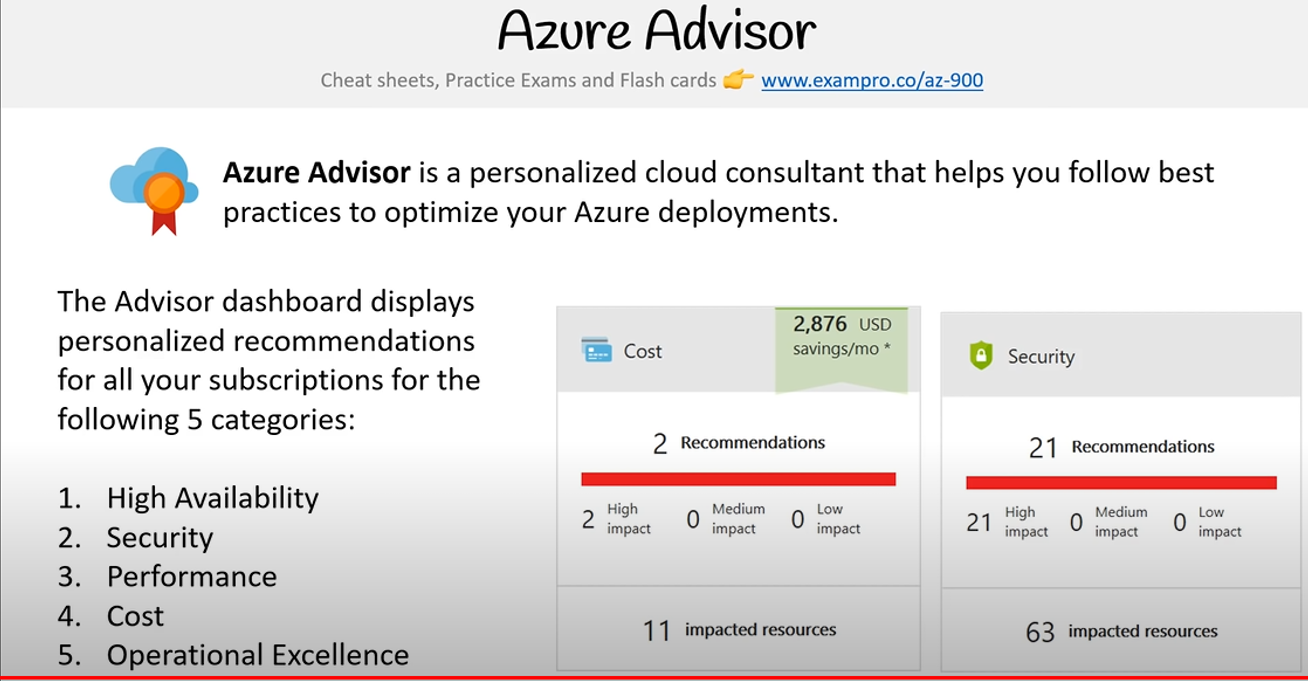 Azure Advisor
Cheat sheets, Practice Exams and Flash cards 👉 www.exampro.co/az-900
Azure Advisor is a personalized cloud consultant that helps you follow best
practices to optimize your Azure deployments.
The Advisor dashboard displays
personalized recommendations
for all your subscriptions for the
following 5 categories:
1. High Availability
2. Security
3. Performance
4. Cost
5. Operational Excellence
Cost
2,876 USD
savings/mo *
2 Recommendations
2 High impact 0 Medium impact 0 Low impact
11 impacted resources
Security
21 Recommendations
21 High impact 0 Medium impact 0 Low impact
63 impacted resources